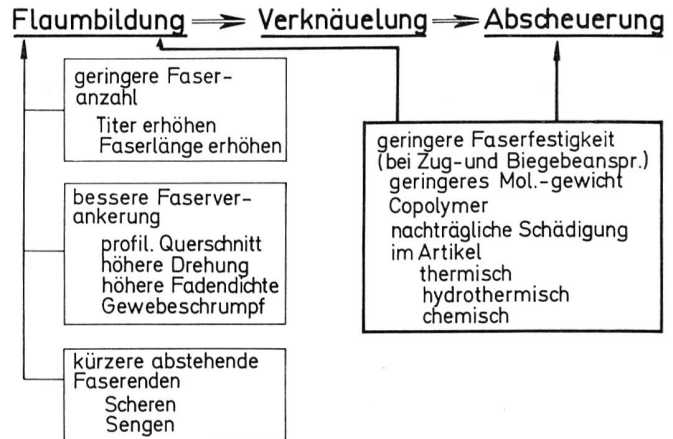 Flaumbildung ⟹ Verknäuelung ⟹ Abscheuerung
geringere Faser-
anzahl
Titer erhöhen
Faserlänge erhöhen
bessere Faserver-
ankerung
profil. Querschnitt
höhere Drehung
höhere Fadendichte
Gewebeschrumpf
kürzere abstehende
Faserenden
Scheren
Sengen
geringere Faserfestigkeit
(bei Zug-und Biegebeanspr.)
geringeres Mol.-gewicht
Copolymer
nachträgliche Schädigung
im Artikel
thermisch
hydrothermisch
chemisch